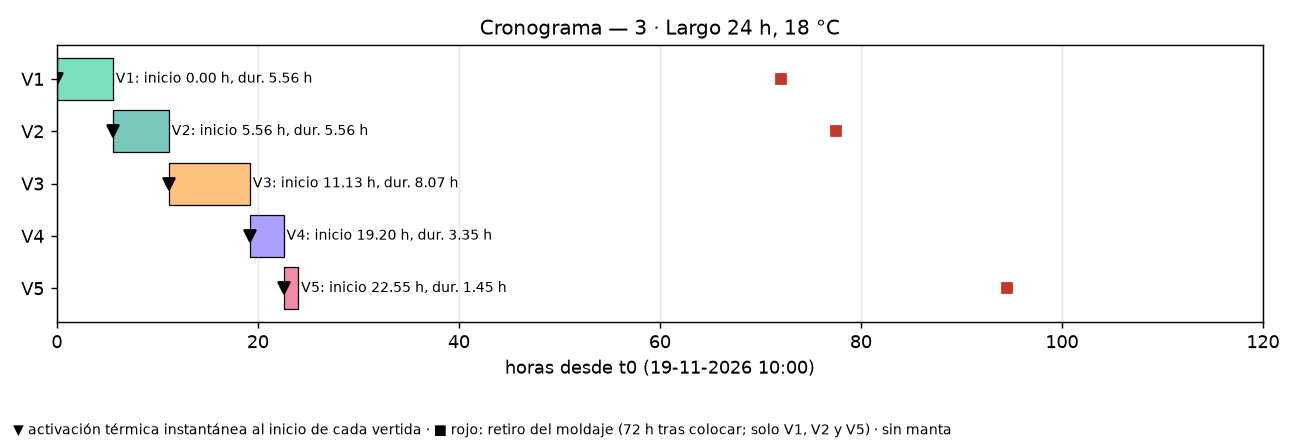 Cronograma — 3 · Largo 24 h, 18 °C
V1
V1: inicio 0.00 h, dur. 5.56 h
V2
V2: inicio 5.56 h, dur. 5.56 h
V3
V3: inicio 11.13 h, dur. 8.07 h
V4
V4: inicio 19.20 h, dur. 3.35 h
V5
V5: inicio 22.55 h, dur. 1.45 h
0 20 40 60 80 100 120
horas desde t0 (19-11-2026 10:00)
▼ activación térmica instantánea al inicio de cada vertida · ■ rojo: retiro del moldaje (72 h tras colocar; solo V1, V2 y V5) · sin manta